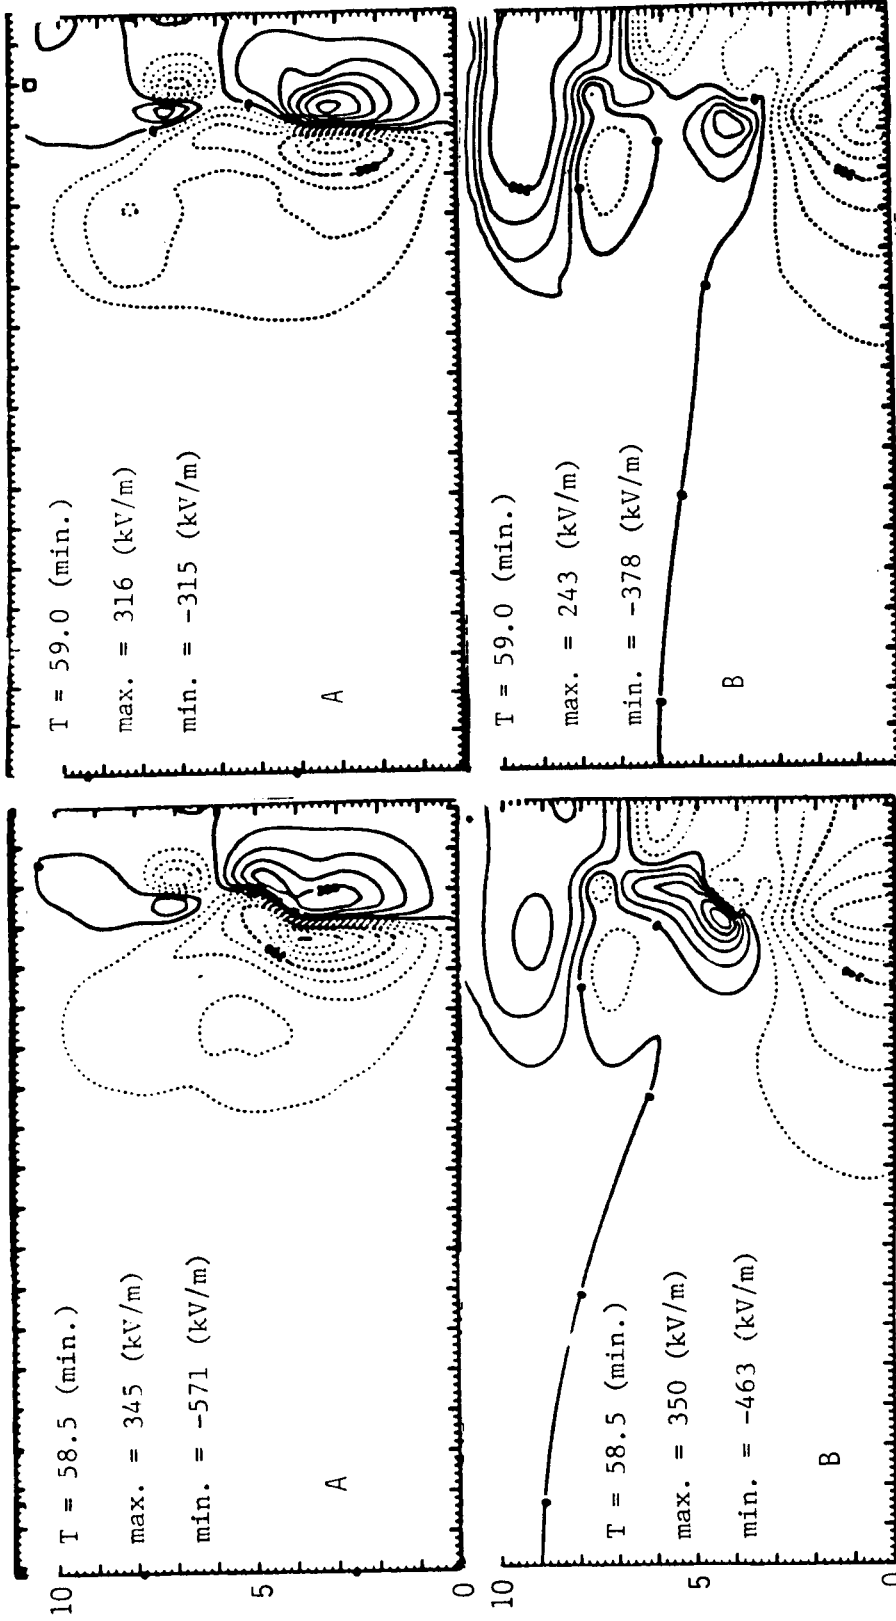 10
T = 58.5 (min.)
max. = 345 (kV/m)
min. = -571 (kV/m)
5
A
0
T = 59.0 (min.)
max. = 316 (kV/m)
min. = -315 (kV/m)
A
10
T = 58.5 (min.)
max. = 350 (kV/m)
5
min. = -463 (kV/m)
B
0
T = 59.0 (min.)
max. = 243 (kV/m)
min. = -378 (kV/m)
B